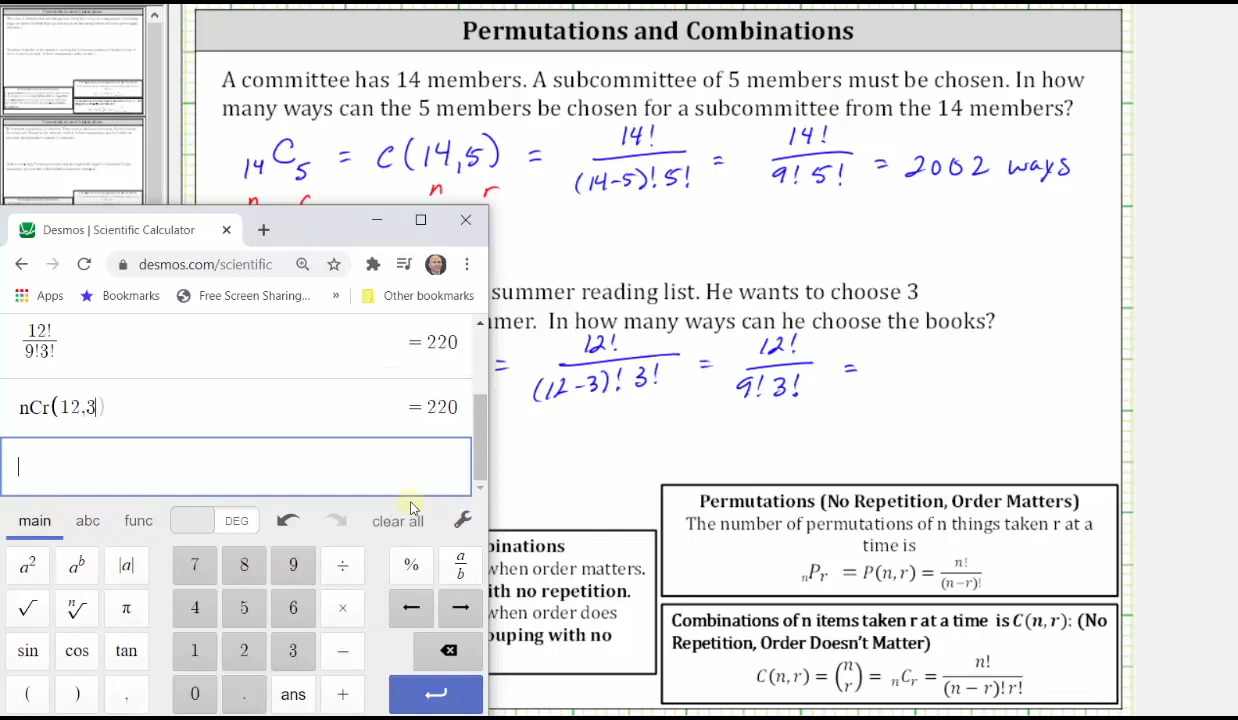 Permutations and Combinations
A committee has 14 members. A subcommittee of 5 members must be chosen. In how
many ways can the 5 members be chosen for a subcommittee from the 14 members?
₁₄C₅ = C(14,5) = 14!/((14-5)! 5!) = 14!/(9! 5!) = 2002 ways
n r n r
Desmos | Scientific Calculator
desmos.com/scientific
Apps Bookmarks Free Screen Sharing... » Other bookmarks
12!/(9!3!) = 220
nCr(12,3) = 220
main abc func DEG clear all
a² aᵇ |a| 7 8 9 ÷ % a/b
√ ⁿ√ π 4 5 6 × ← →
sin cos tan 1 2 3 −
( ) , 0 . ans +
summer reading list. He wants to choose 3
mer. In how many ways can he choose the books?
= 12!/((12-3)! 3!) = 12!/(9! 3!) =
binations
when order matters.
ith no repetition.
when order does
ouping with no
Permutations (No Repetition, Order Matters)
The number of permutations of n things taken r at a
time is
ₙPᵣ = P(n,r) = n!/(n−r)!
Combinations of n items taken r at a time is C(n,r): (No
Repetition, Order Doesn't Matter)
C(n,r) = (n r) = ₙCᵣ = n!/((n − r)! r!)